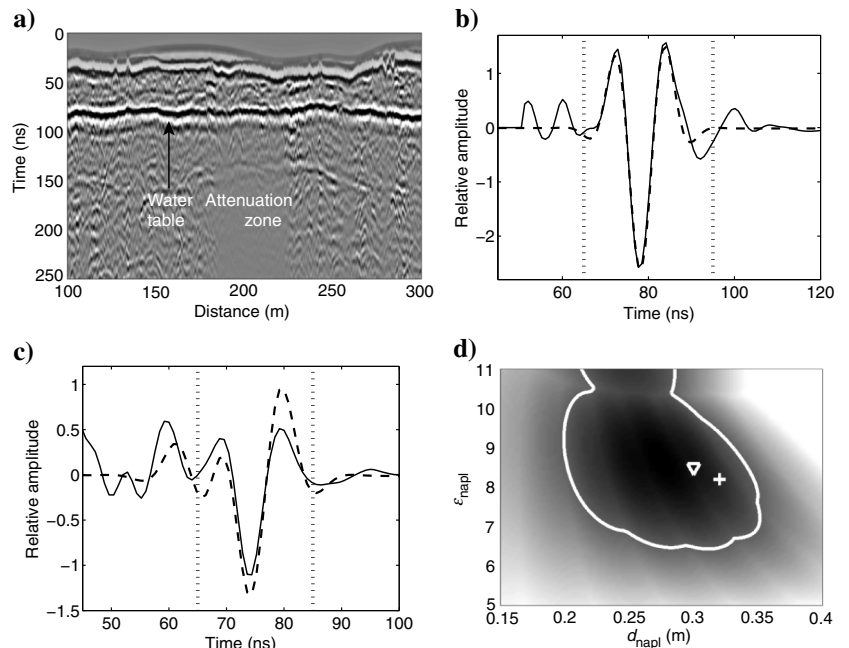 a)
0
50
100
150
200
250
Time (ns)
Water
table
Attenuation
zone
100
150
200
250
300
Distance (m)
b)
1
0
−1
−2
Relative amplitude
60
80
100
120
Time (ns)
c)
1
0.5
0
−0.5
−1
−1.5
Relative amplitude
50
60
70
80
90
100
Time (ns)
d)
11
10
9
8
7
6
5
ε_napl
0.15
0.2
0.25
0.3
0.35
0.4
d_napl (m)